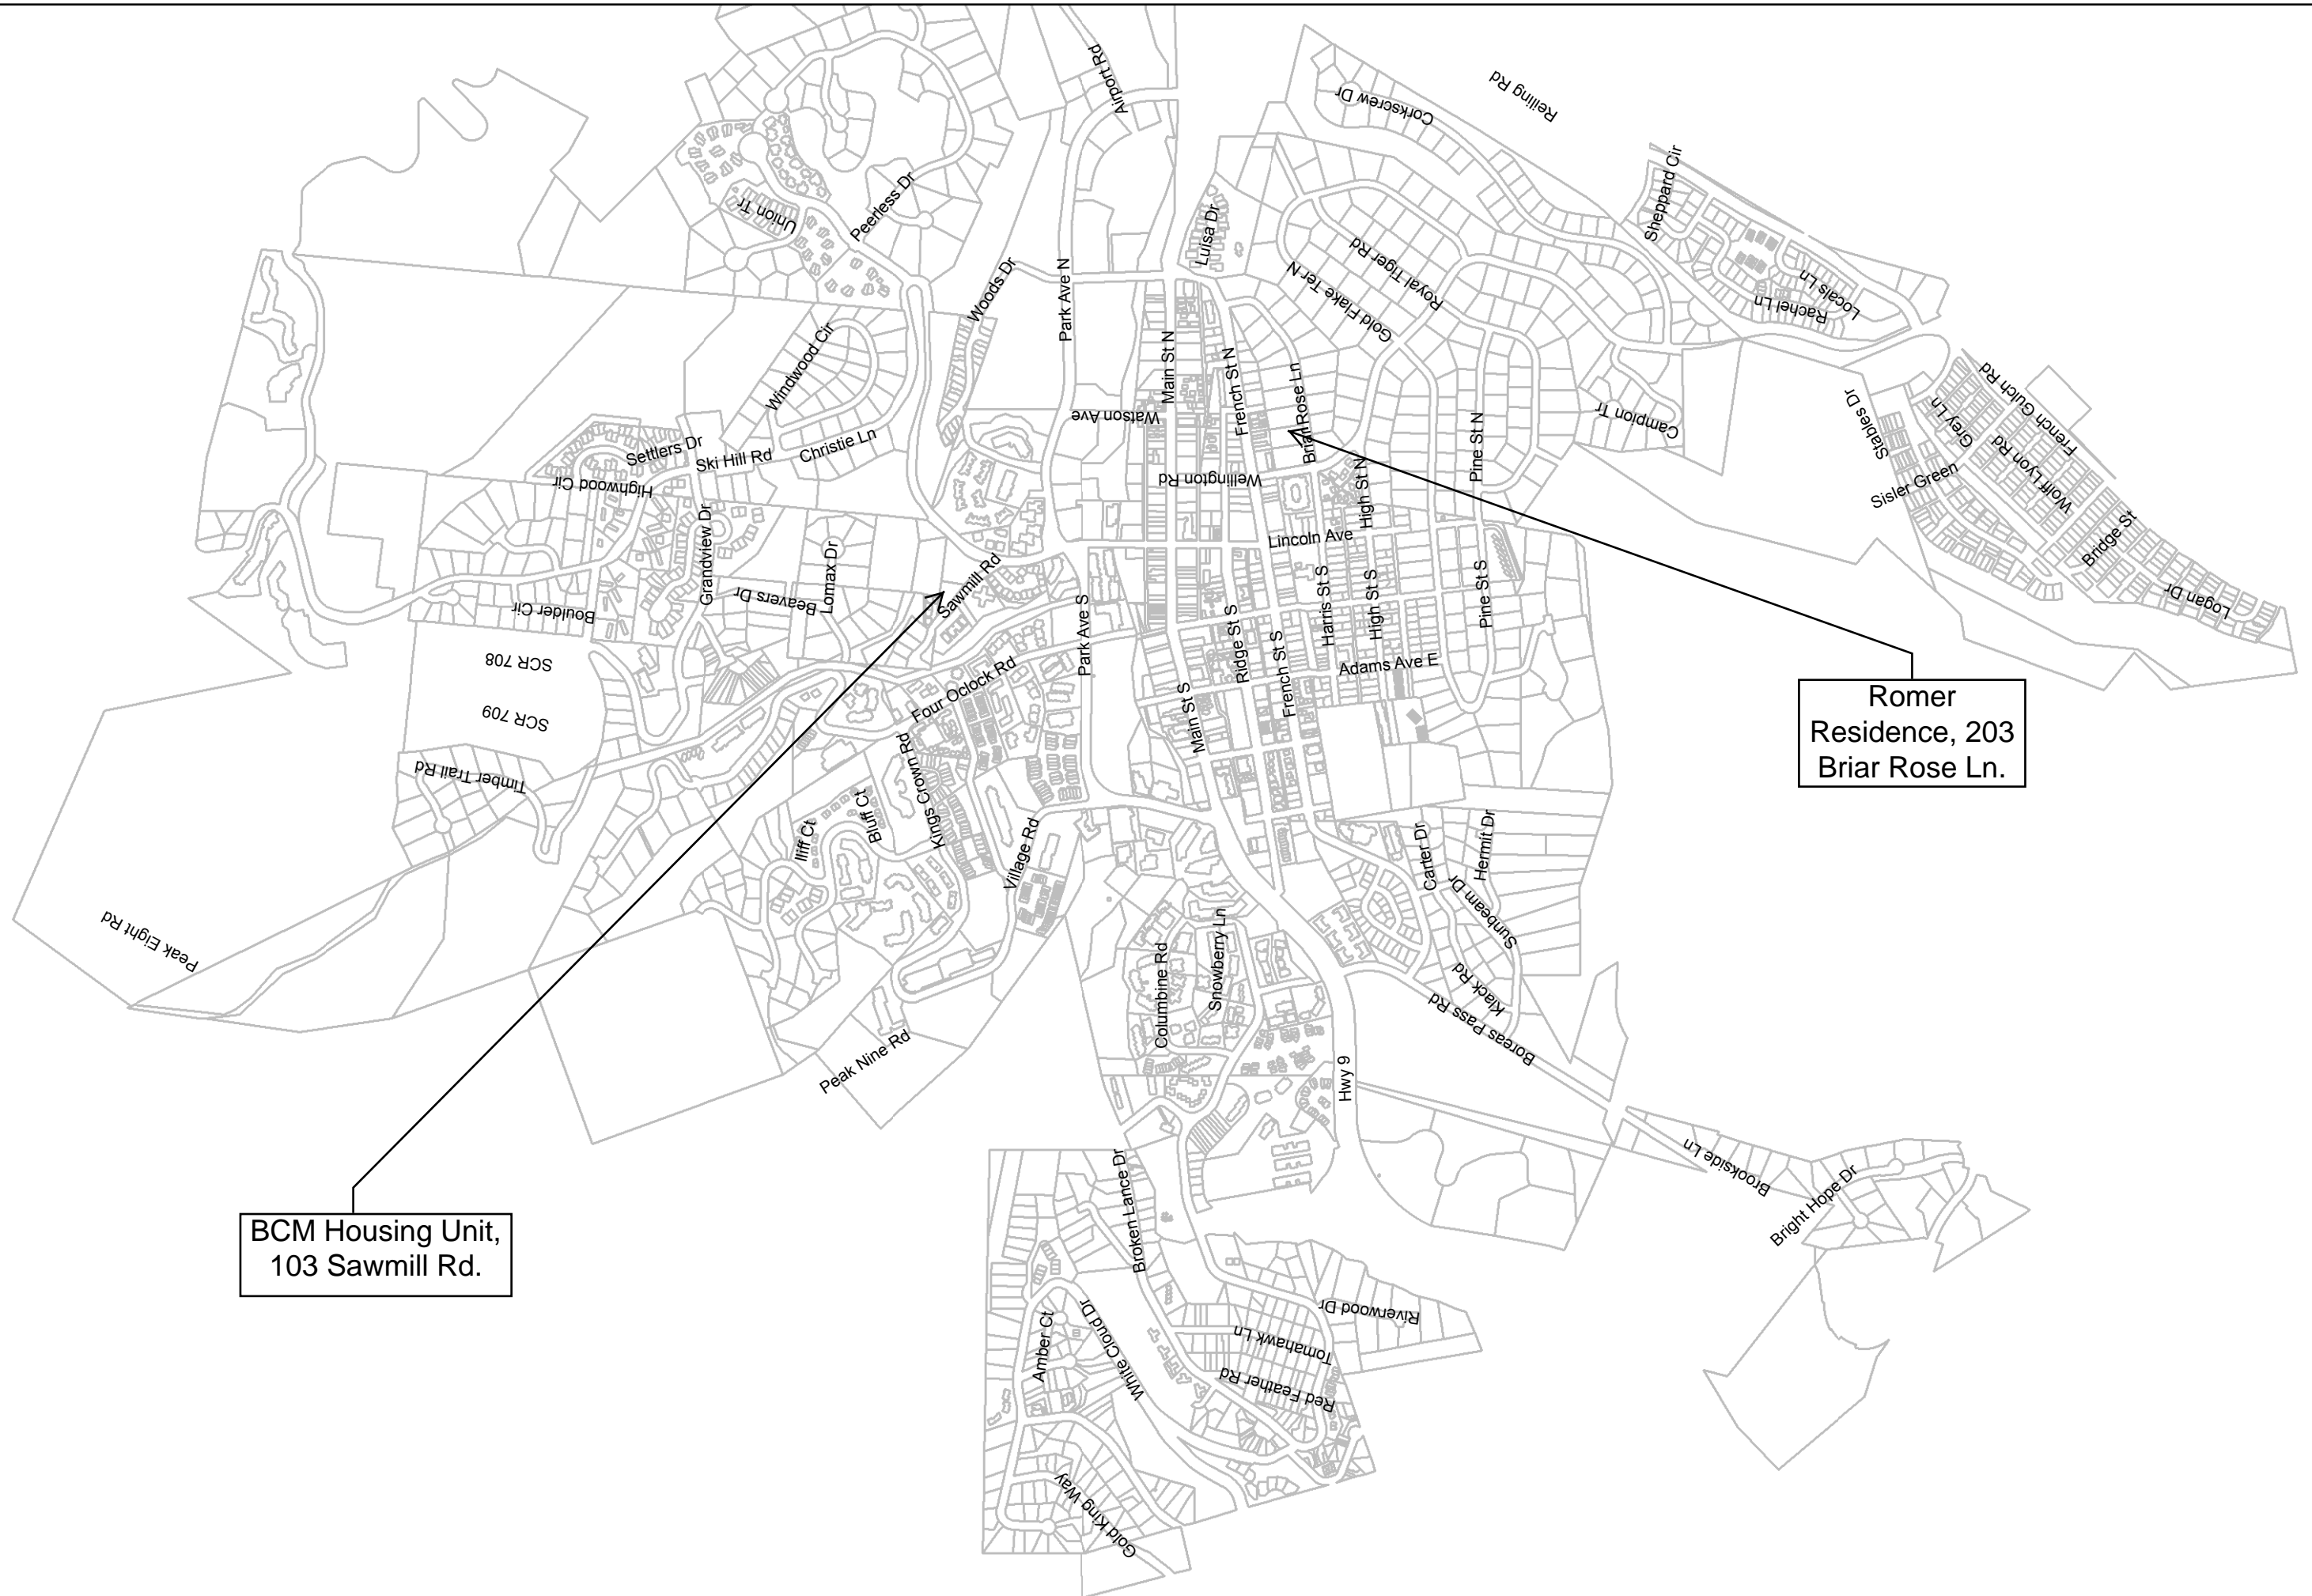 Airport Rd
Reiling Rd
Corkscrew Dr
Sheppard Cir
Union Tr
Peerless Dr
Luisa Dr
Woods Dr
Park Ave N
Gold Flake Ter N
Royal Tiger Rd
Locals Ln
Rachel Ln
Windwood Cir
Main St N
French St N
Briar Rose Ln
Watson Ave
Campion Tr
Stables Dr
Grey Ln
French Gulch Rd
Settlers Dr
Ski Hill Rd
Christie Ln
Pine St N
Wolff Lyon Rd
Sisler Green
Highwood Cir
Wellington Rd
High St N
Grandview Dr
Lomax Dr
Lincoln Ave
Bridge St
Sawmill Rd
Boulder Cir
Beavers Dr
Park Ave S
Harris St S
High St S
Pine St S
Logan Dr
SCR 708
Ridge St S
French St S
Adams Ave E
Four Oclock Rd
SCR 709
Main St S
Romer
Residence, 203
Briar Rose Ln.
Timber Trail Rd
Kings Crown Rd
Bluff Ct
Iliff Ct
Village Rd
Carter Dr
Hermit Dr
Sunbeam Dr
Peak Eight Rd
Columbine Rd
Snowberry Ln
Klack Rd
Boreas Pass Rd
Peak Nine Rd
Hwy 9
Brookside Ln
Bright Hope Dr
Broken Lance Dr
BCM Housing Unit,
103 Sawmill Rd.
Riverwood Dr
Amber Ct
White Cloud Dr
Tomahawk Ln
Red Feather Rd
Gold King Way